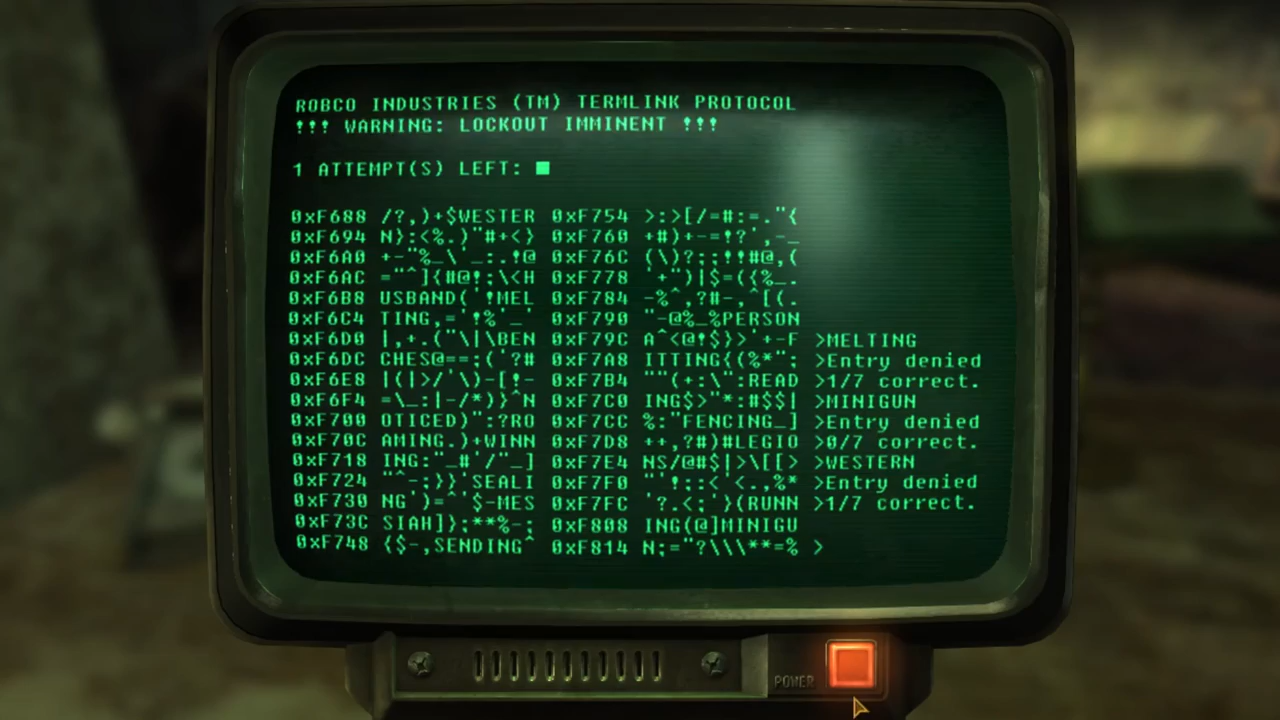 ROBCO INDUSTRIES (TM) TERMLINK PROTOCOL
!!! WARNING: LOCKOUT IMMINENT !!!
1 ATTEMPT(S) LEFT:
0xF688 /?,)+$WESTER 0xF754 >:>[/=#:=."{
0xF694 N}:<%.)"#+<} 0xF760 +#)+-=!?',-_
0xF6A0 +-"%_\'_:.!@ 0xF76C (\)?;;!!#@,(
0xF6AC ="^]{#@!;\<H 0xF778 '+")|$=({%_.
0xF6B8 USBAND('!MEL 0xF784 -%^,?#-,^[(.
0xF6C4 TING,='!%'_' 0xF790 "-@%_%PERSON
0xF6D0 |,+.("\|\BEN 0xF79C A^<@!$}>'+-F >MELTING
0xF6DC CHES@==;('?# 0xF7A8 ITTING{(%*"; >Entry denied
0xF6E8 |(|>/'\)-[!- 0xF7B4 ""(+:\":READ >1/7 correct.
0xF6F4 =\_:|-/*)}^N 0xF7C0 ING$>"*:#$$| >MINIGUN
0xF700 OTICED)":?RO 0xF7CC %:"FENCING_] >Entry denied
0xF70C AMING.)+WINN 0xF7D8 ++,?#)#LEGIO >0/7 correct.
0xF718 ING:"_#'/"_] 0xF7E4 NS/@#$|>\[[> >WESTERN
0xF724 "^-;}}'SEALI 0xF7F0 "'!:;<'<.,%* >Entry denied
0xF730 NG')=^'$-MES 0xF7FC '?.<;'}(RUNN >1/7 correct.
0xF73C SIAH]};**%-; 0xF808 ING(@]MINIGU
0xF748 {$-,SENDING^ 0xF814 N;="?\\\**=% >
POWER